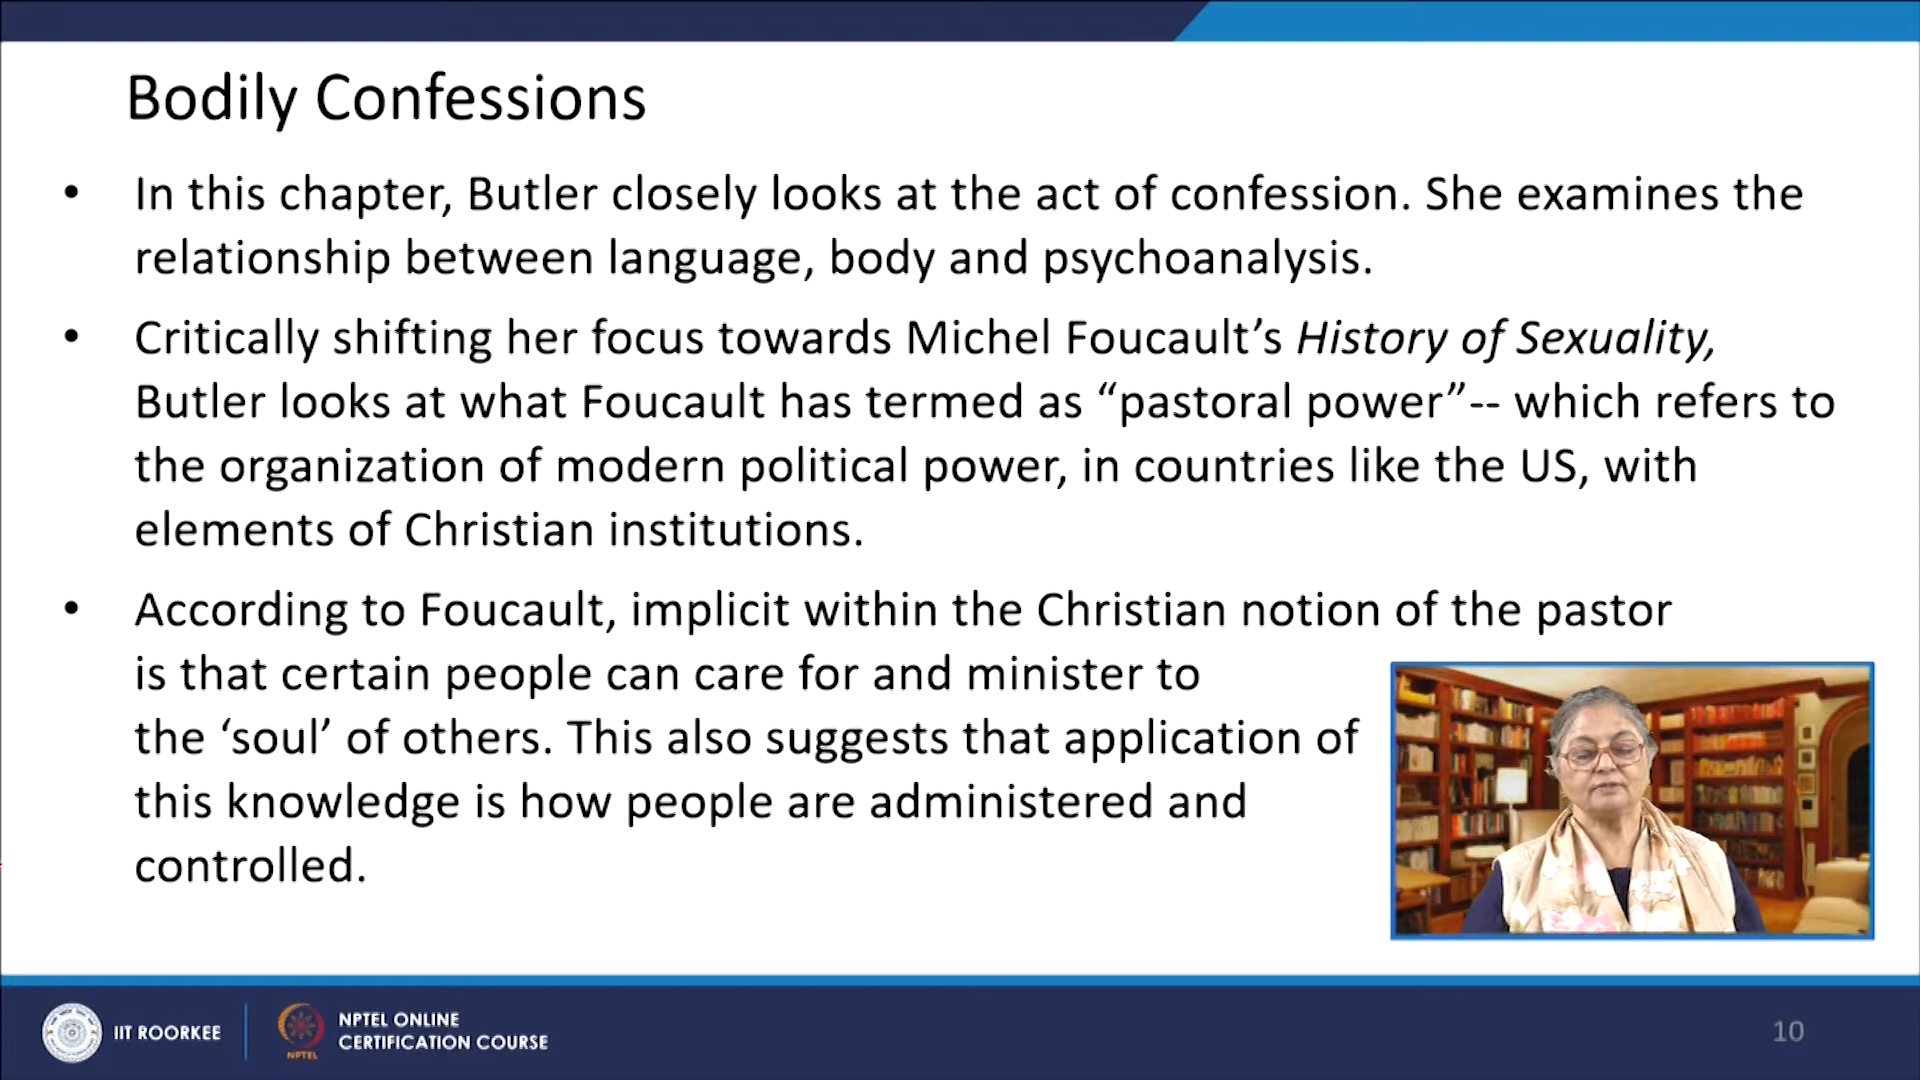 Bodily Confessions
• In this chapter, Butler closely looks at the act of confession. She examines the
relationship between language, body and psychoanalysis.
• Critically shifting her focus towards Michel Foucault’s History of Sexuality,
Butler looks at what Foucault has termed as “pastoral power”-- which refers to
the organization of modern political power, in countries like the US, with
elements of Christian institutions.
• According to Foucault, implicit within the Christian notion of the pastor
is that certain people can care for and minister to
the ‘soul’ of others. This also suggests that application of
this knowledge is how people are administered and
controlled.
IIT ROORKEE
NPTEL
NPTEL ONLINE
CERTIFICATION COURSE
10